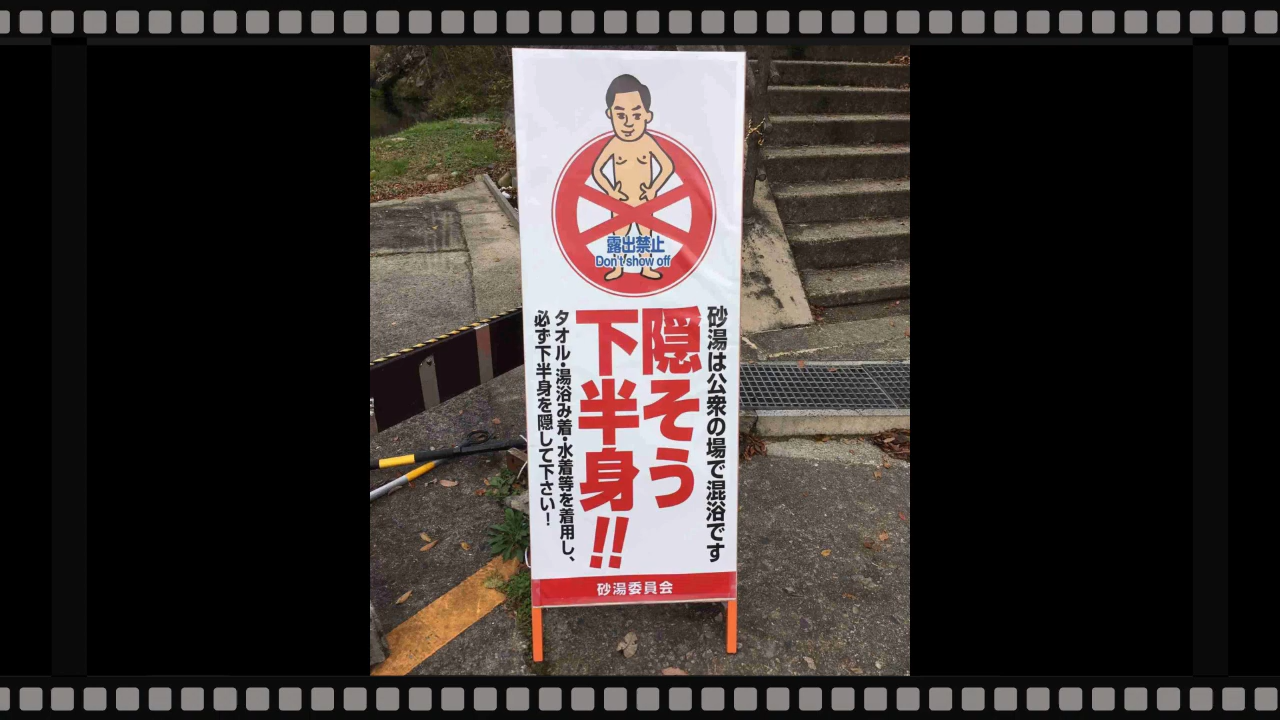 露出禁止
Don't show off
砂湯は公衆の場で混浴です
隠そう
下半身!!
タオル・湯浴み着・水着等を着用し、
必ず下半身を隠して下さい!
砂湯委員会